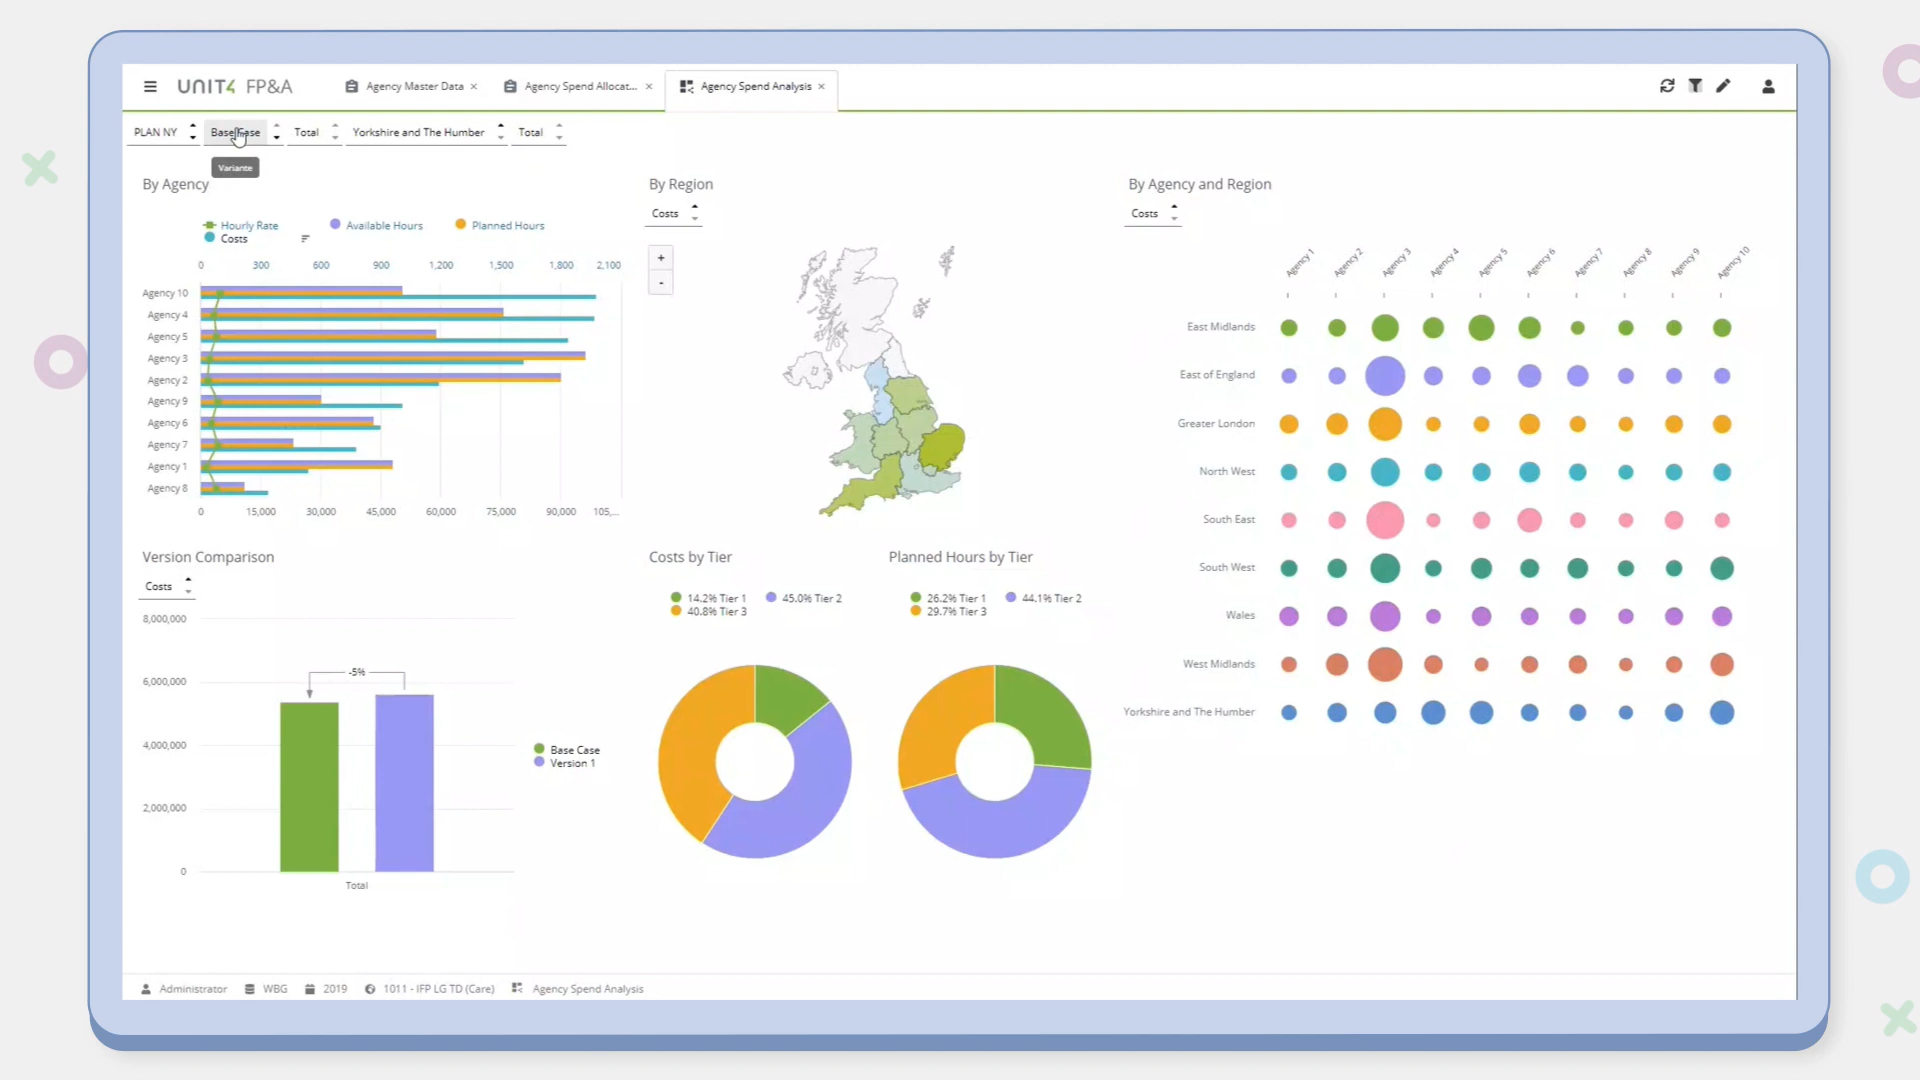 UNIT4 FP&A
Agency Master Data
Agency Spend Allocat...
Agency Spend Analysis
PLAN NY
Base Case
Total
Yorkshire and The Humber
Total
Variante
By Agency
Hourly Rate
Available Hours
Planned Hours
Costs
0 300 600 900 1,200 1,500 1,800 2,100
Agency 10
Agency 4
Agency 5
Agency 3
Agency 2
Agency 9
Agency 6
Agency 7
Agency 1
Agency 8
0 15,000 30,000 45,000 60,000 75,000 90,000 105,...
By Region
Costs
+
-
By Agency and Region
Costs
Agency 1
Agency 2
Agency 3
Agency 4
Agency 5
Agency 6
Agency 7
Agency 8
Agency 9
Agency 10
East Midlands
East of England
Greater London
North West
South East
South West
Wales
West Midlands
Yorkshire and The Humber
Version Comparison
Costs
8,000,000
6,000,000
4,000,000
2,000,000
0
-5%
Total
Base Case
Version 1
Costs by Tier
14.2% Tier 1
45.0% Tier 2
40.8% Tier 3
Planned Hours by Tier
26.2% Tier 1
44.1% Tier 2
29.7% Tier 3
Administrator
WBG
2019
1011 - IFP LG TD (Care)
Agency Spend Analysis